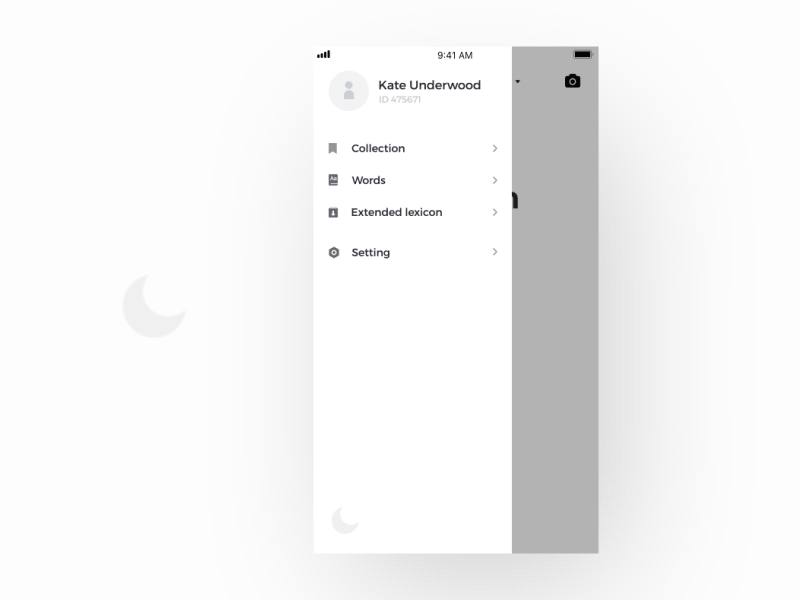 9:41 AM
Kate Underwood
ID 475671
Collection
Words
Extended lexicon
Setting